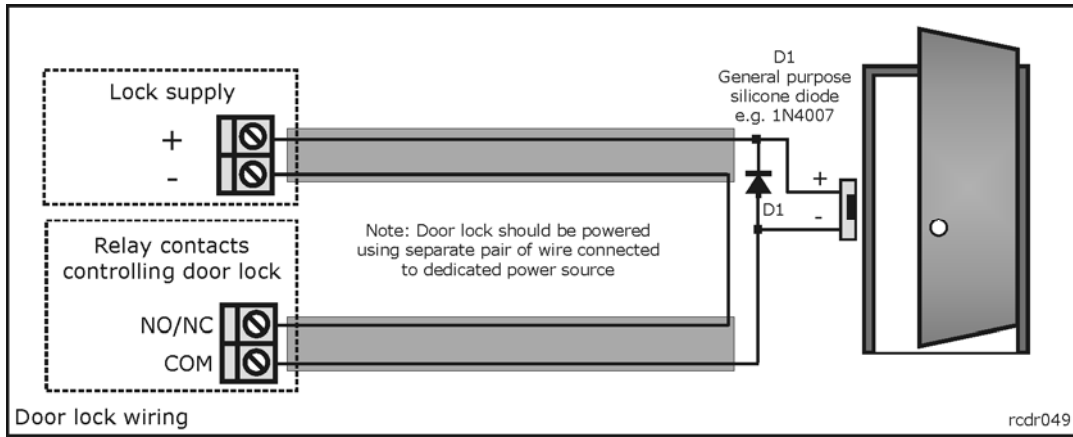 Lock supply
+
-
Relay contacts
controlling door lock
NO/NC
COM
Note: Door lock should be powered
using separate pair of wire connected
to dedicated power source
D1
General purpose
silicone diode
e.g. 1N4007
D1
+
-
Door lock wiring
rcdr049